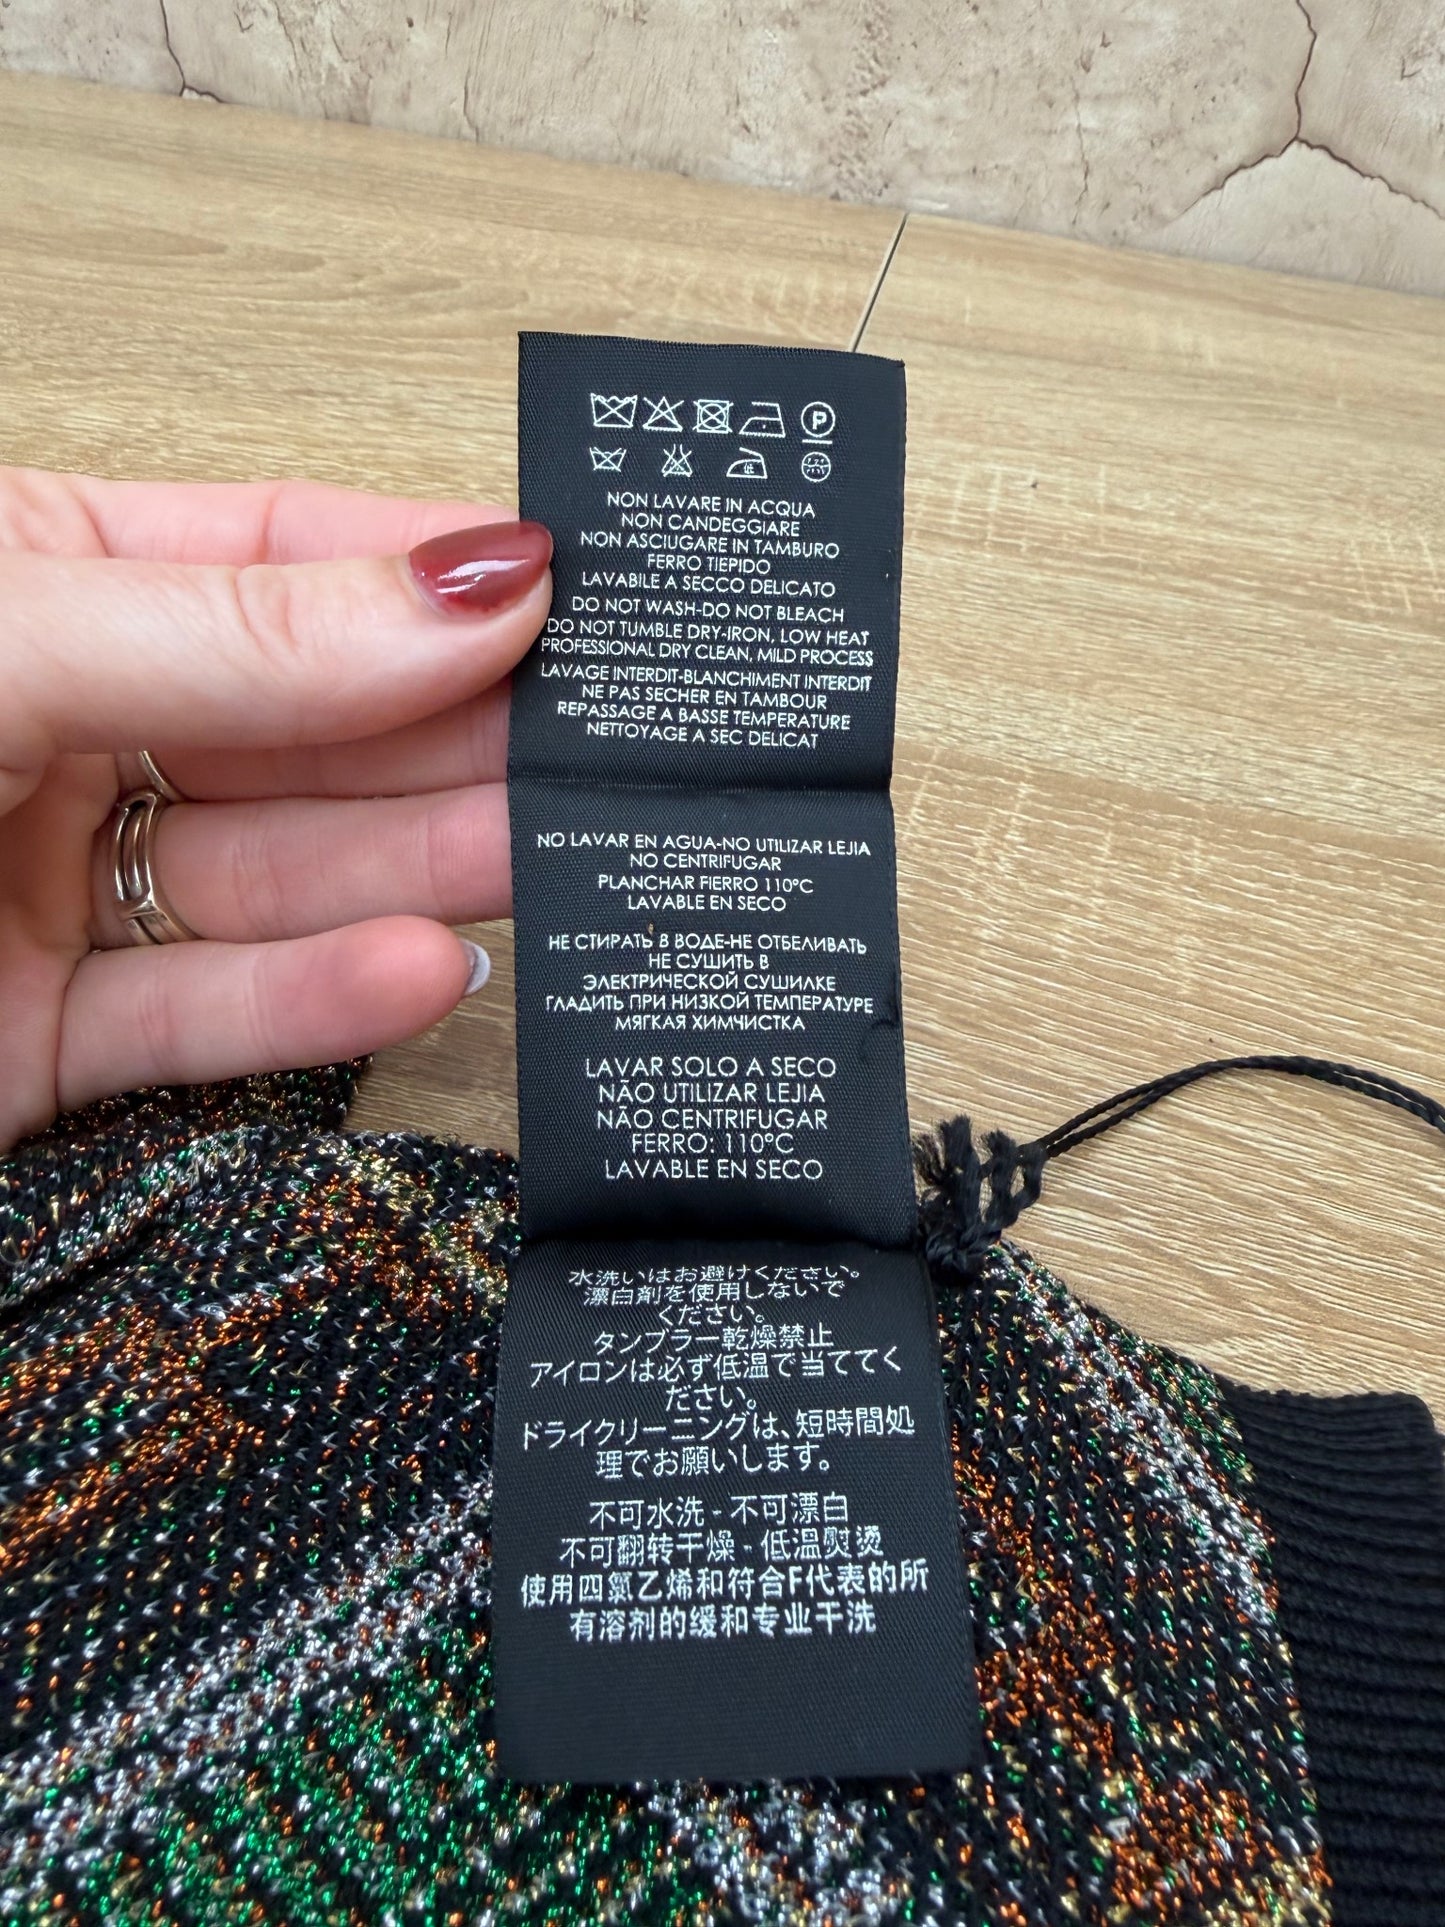 P
低
NON LAVARE IN ACQUA
NON CANDEGGIARE
NON ASCIUGARE IN TAMBURO
FERRO TIEPIDO
LAVABILE A SECCO DELICATO
DO NOT WASH-DO NOT BLEACH
DO NOT TUMBLE DRY-IRON, LOW HEAT
PROFESSIONAL DRY CLEAN, MILD PROCESS
LAVAGE INTERDIT-BLANCHIMENT INTERDIT
NE PAS SECHER EN TAMBOUR
REPASSAGE A BASSE TEMPERATURE
NETTOYAGE A SEC DELICAT
NO LAVAR EN AGUA-NO UTILIZAR LEJIA
NO CENTRIFUGAR
PLANCHAR FIERRO 110°C
LAVABLE EN SECO
НЕ СТИРАТЬ В ВОДЕ-НЕ ОТБЕЛИВАТЬ
НЕ СУШИТЬ В
ЭЛЕКТРИЧЕСКОЙ СУШИЛКЕ
ГЛАДИТЬ ПРИ НИЗКОЙ ТЕМПЕРАТУРЕ
МЯГКАЯ ХИМЧИСТКА
LAVAR SOLO A SECO
NÃO UTILIZAR LEJIA
NÃO CENTRIFUGAR
FERRO: 110°C
LAVABLE EN SECO
水洗いはお避けください。
漂白剤を使用しないで
ください。
タンブラー乾燥禁止
アイロンは必ず低温で当ててく
ださい。
ドライクリーニングは、短時間処
理でお願いします。
不可水洗 - 不可漂白
不可翻转干燥 - 低温熨烫
使用四氯乙烯和符合F代表的所
有溶剂的缓和专业干洗